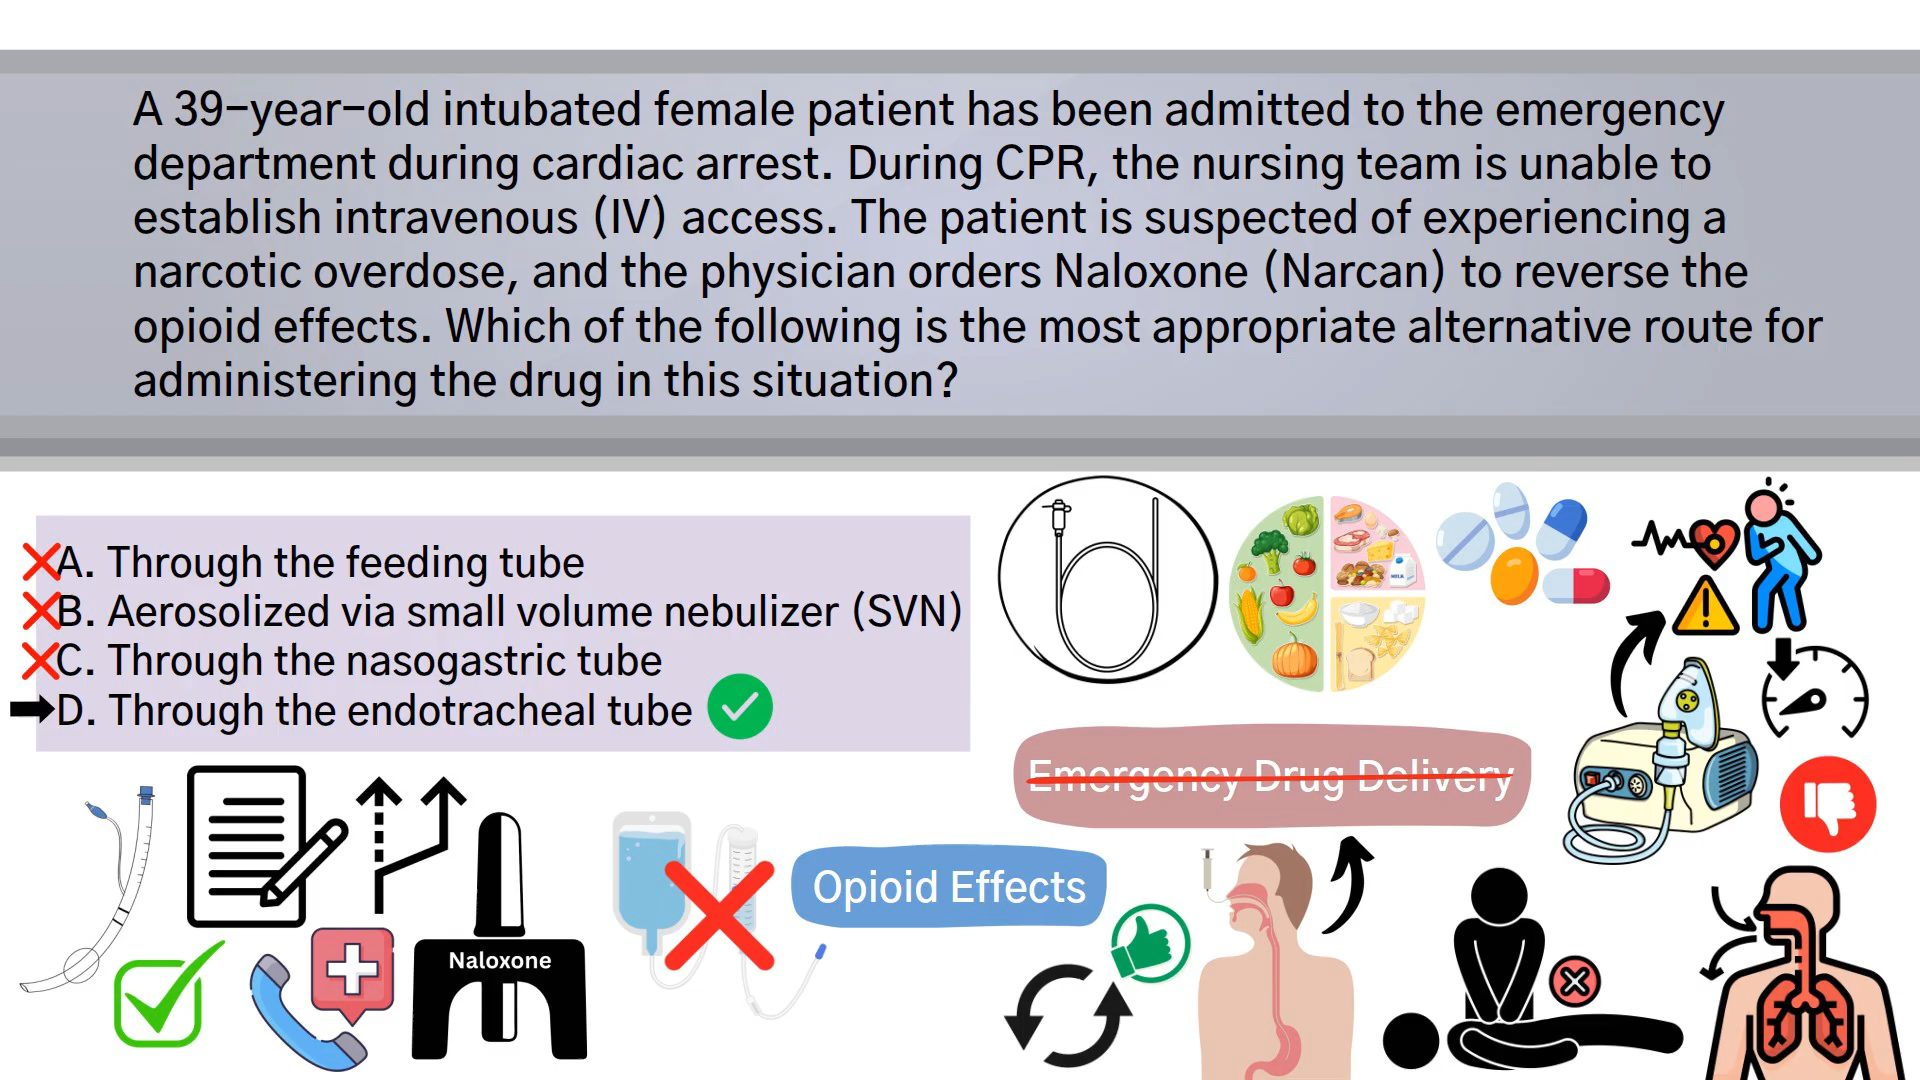 A 39-year-old intubated female patient has been admitted to the emergency
department during cardiac arrest. During CPR, the nursing team is unable to
establish intravenous (IV) access. The patient is suspected of experiencing a
narcotic overdose, and the physician orders Naloxone (Narcan) to reverse the
opioid effects. Which of the following is the most appropriate alternative route for
administering the drug in this situation?
A. Through the feeding tube
B. Aerosolized via small volume nebulizer (SVN)
C. Through the nasogastric tube
D. Through the endotracheal tube
MILK
Emergency Drug Delivery
Opioid Effects
Naloxone